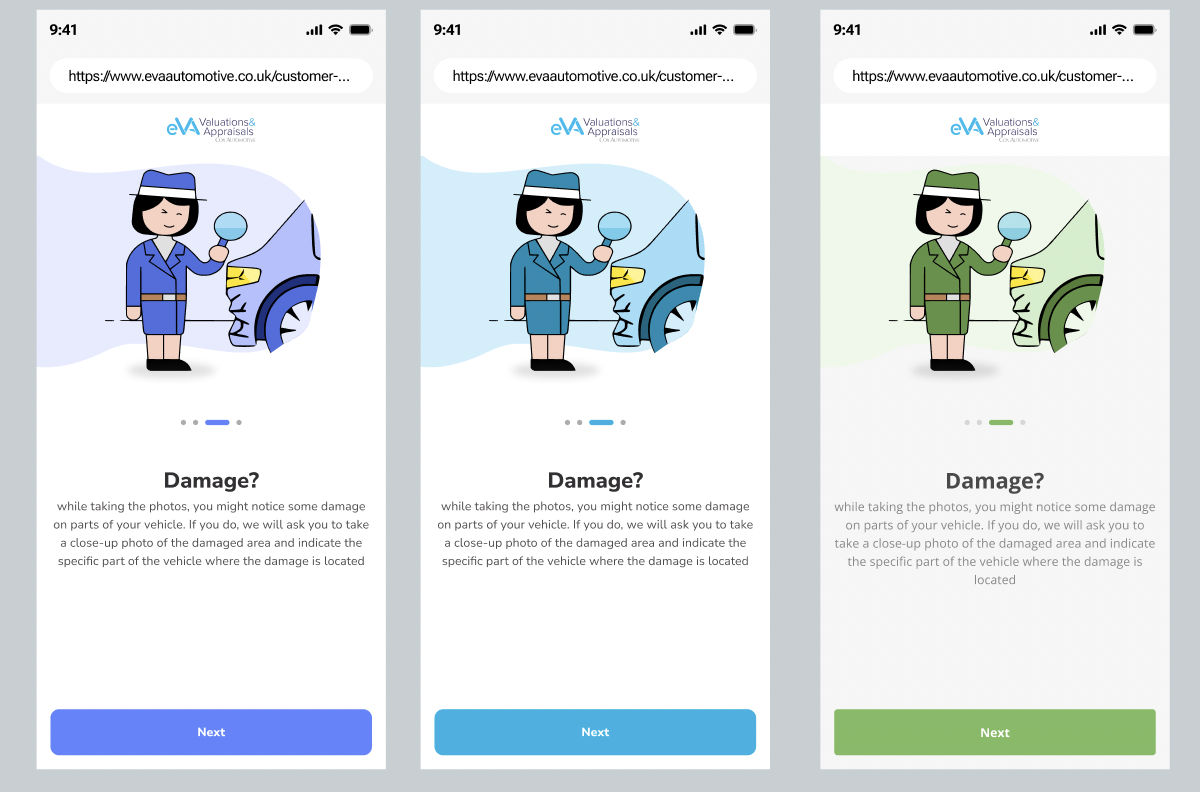 9:41
https://www.evaautomotive.co.uk/customer-...
eVA Valuations&
Appraisals
COX AUTOMOTIVE
Damage?
while taking the photos, you might notice some damage
on parts of your vehicle. If you do, we will ask you to take
a close-up photo of the damaged area and indicate the
specific part of the vehicle where the damage is located
Next
9:41
https://www.evaautomotive.co.uk/customer-...
eVA Valuations&
Appraisals
COX AUTOMOTIVE
Damage?
while taking the photos, you might notice some damage
on parts of your vehicle. If you do, we will ask you to take
a close-up photo of the damaged area and indicate the
specific part of the vehicle where the damage is located
Next
9:41
https://www.evaautomotive.co.uk/customer-...
eVA Valuations&
Appraisals
COX AUTOMOTIVE
Damage?
while taking the photos, you might notice some damage
on parts of your vehicle. If you do, we will ask you to
take a close-up photo of the damaged area and indicate
the specific part of the vehicle where the damage is
located
Next